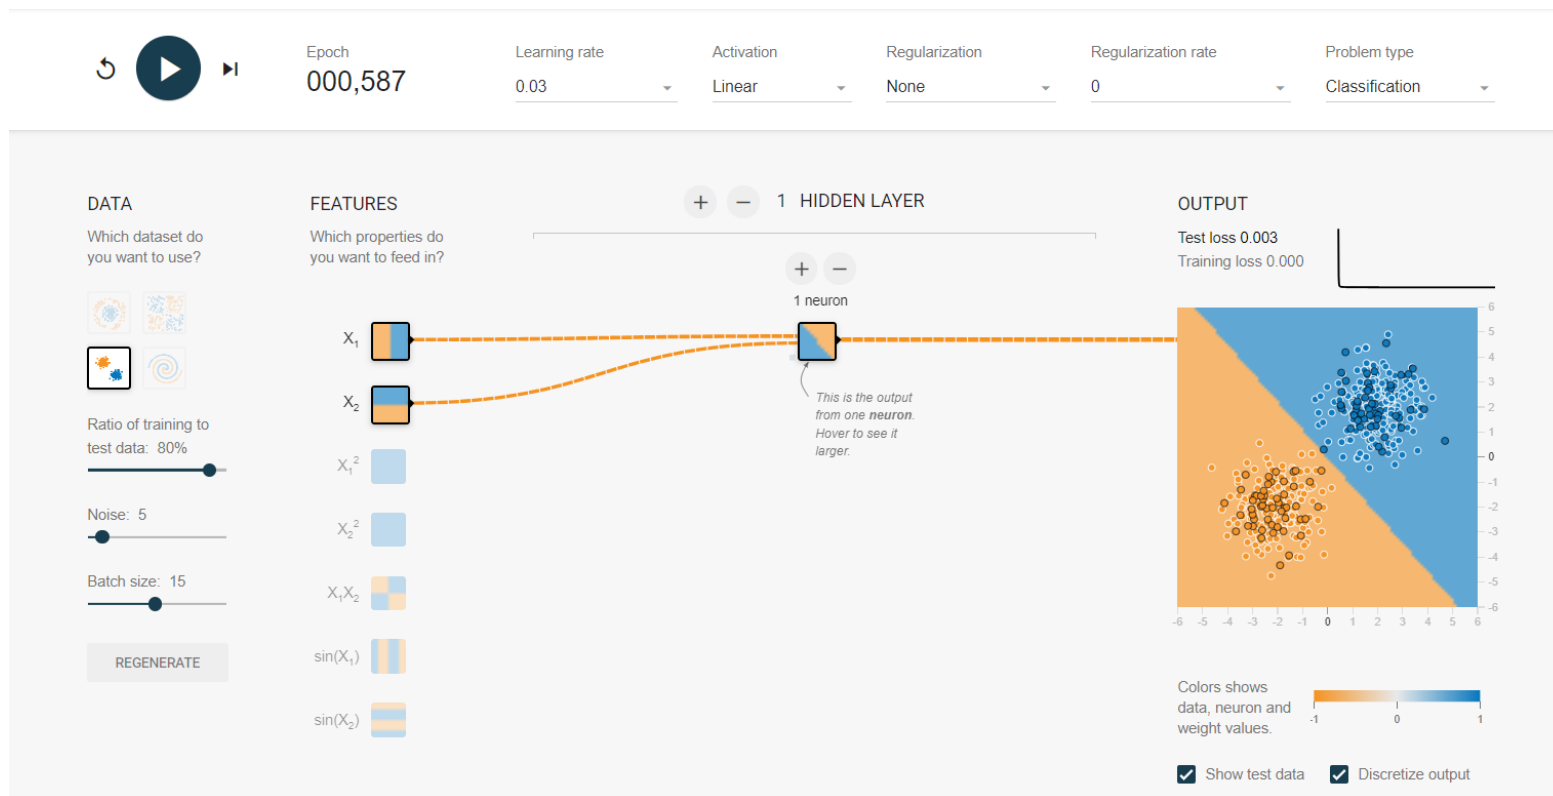 Epoch
000,587
Learning rate
0.03
Activation
Linear
Regularization
None
Regularization rate
0
Problem type
Classification
DATA
Which dataset do
you want to use?
Ratio of training to
test data: 80%
Noise: 5
Batch size: 15
REGENERATE
FEATURES
Which properties do
you want to feed in?
X₁
X₂
X₁²
X₂²
X₁X₂
sin(X₁)
sin(X₂)
+ − 1 HIDDEN LAYER
+ −
1 neuron
This is the output
from one neuron.
Hover to see it
larger.
OUTPUT
Test loss 0.003
Training loss 0.000
6
5
4
3
2
1
0
-1
-2
-3
-4
-5
-6
-6 -5 -4 -3 -2 -1 0 1 2 3 4 5 6
Colors shows
data, neuron and
weight values.
-1 0 1
Show test data
Discretize output